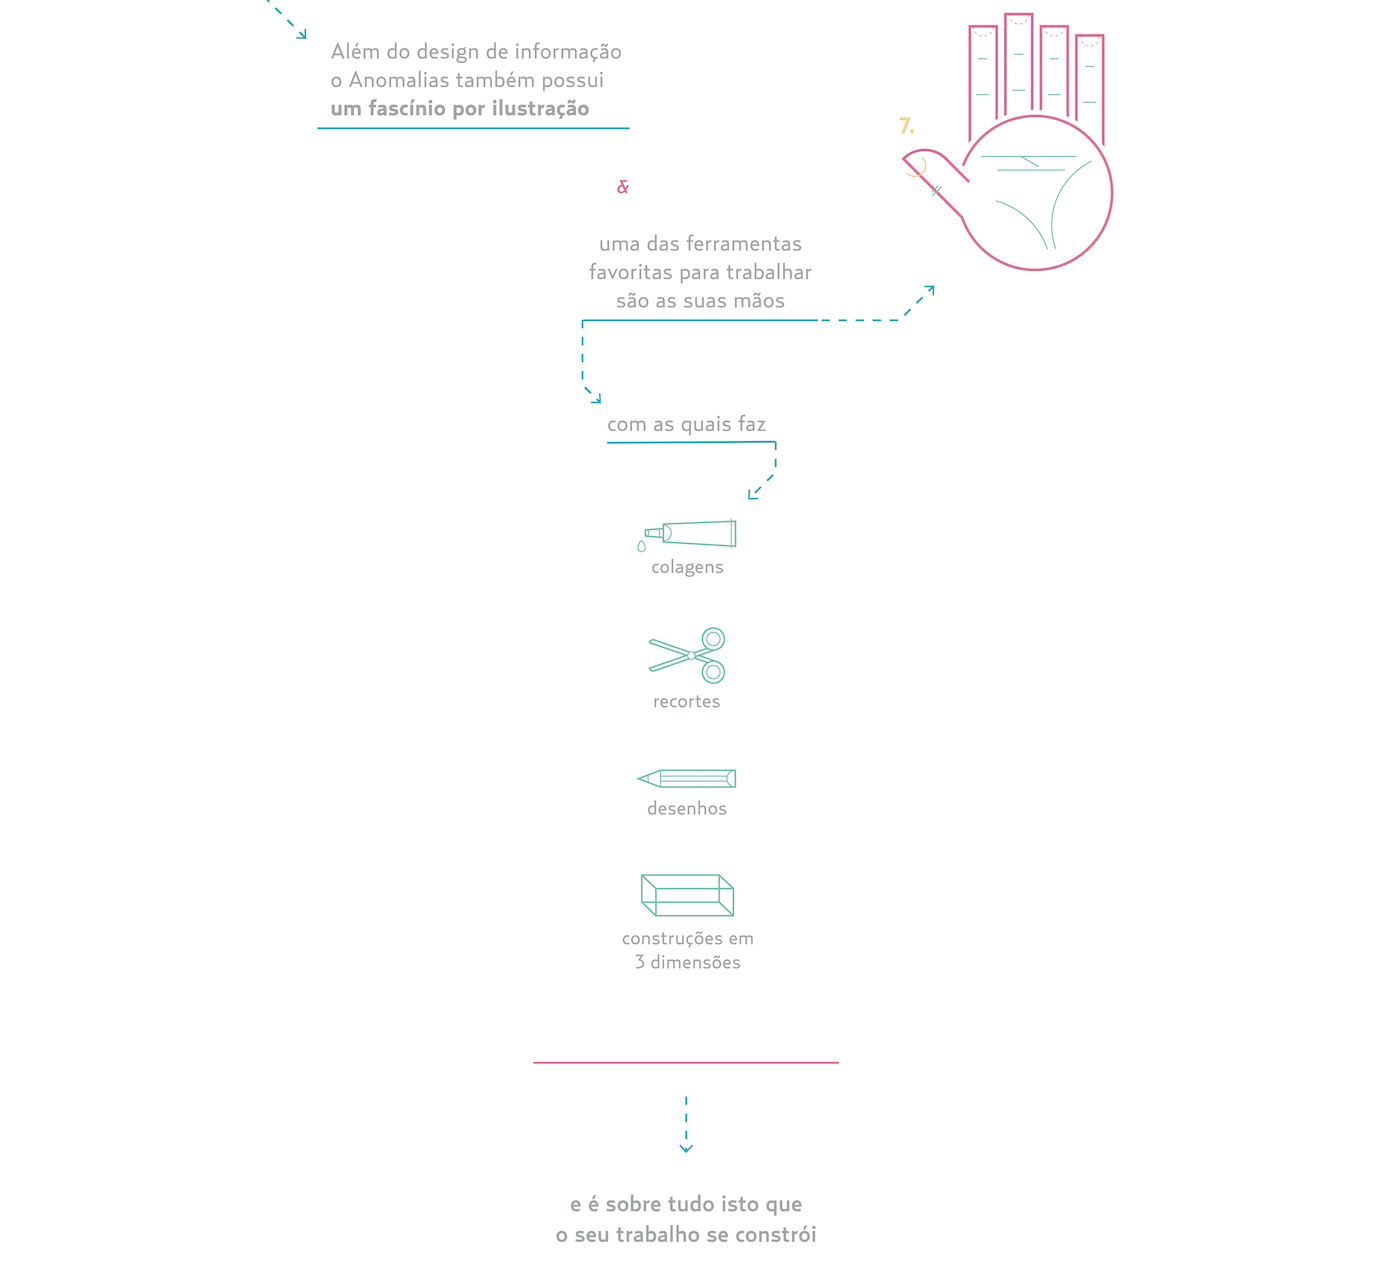 Além do design de informação
o Anomalias também possui
um fascínio por ilustração
&
7.
uma das ferramentas
favoritas para trabalhar
são as suas mãos
com as quais faz
colagens
recortes
desenhos
construções em
3 dimensões
e é sobre tudo isto que
o seu trabalho se constrói